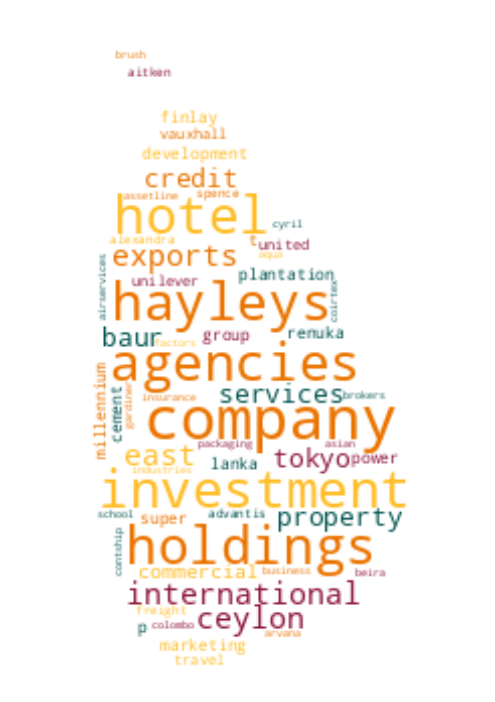 brush
aitken
finlay
vauxhall
development
credit
assetline spence
hotel
cyril
alexandra t united
exports aqua
airservices unilever plantation
hayleys coirtex
baur group renuka
factors
agencies
millennium cement gardiner insurance services brokers
company
packaging asian
east lanka tokyo power
industries
investment
school super advantis property
contship holdings
commercial business beira
international
freight ceylon
p colombo
arvana
marketing
travel